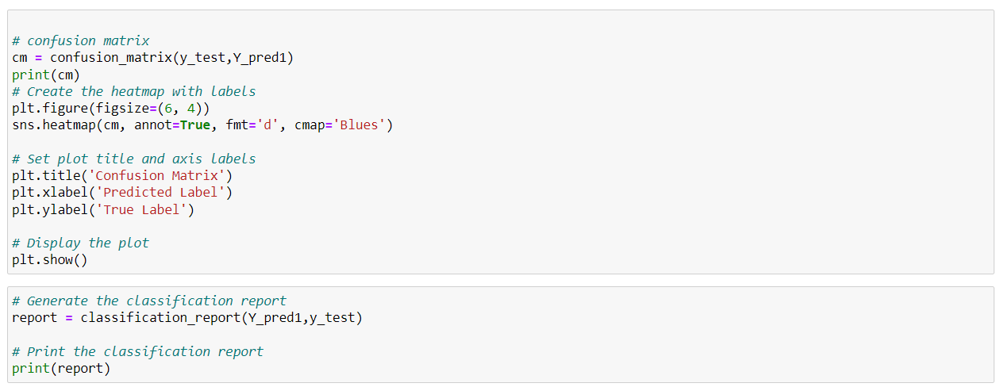 # confusion matrix
cm = confusion_matrix(y_test,Y_pred1)
print(cm)
# Create the heatmap with labels
plt.figure(figsize=(6, 4))
sns.heatmap(cm, annot=True, fmt='d', cmap='Blues')
# Set plot title and axis labels
plt.title('Confusion Matrix')
plt.xlabel('Predicted Label')
plt.ylabel('True Label')
# Display the plot
plt.show()
# Generate the classification report
report = classification_report(Y_pred1,y_test)
# Print the classification report
print(report)